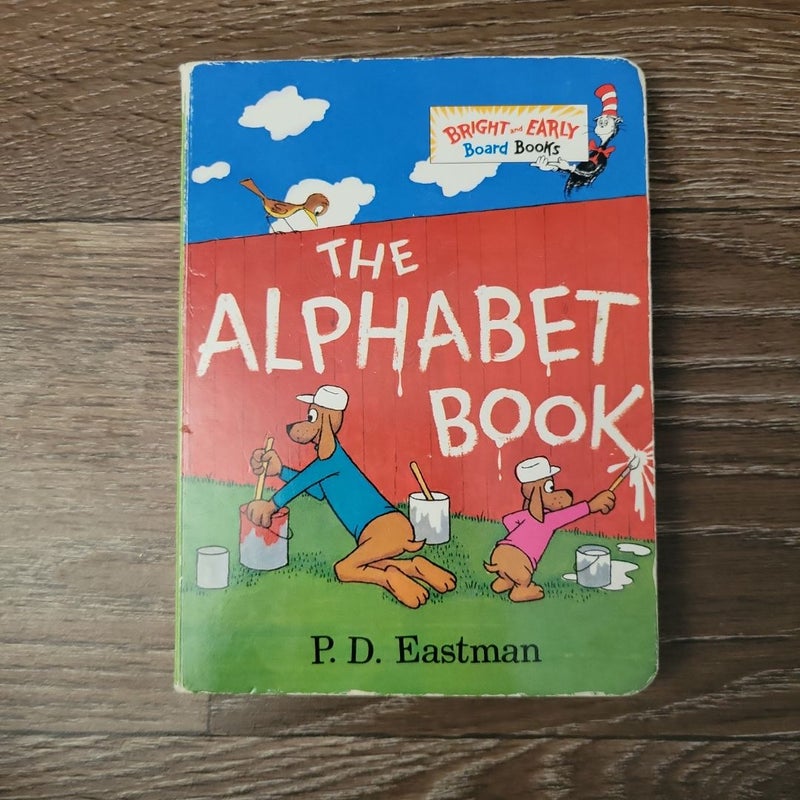 BRIGHT and EARLY
Board Books
THE
ALPHABET
BOOK
P. D. Eastman